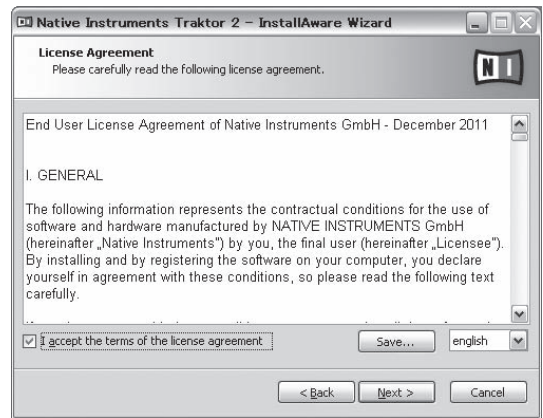 Native Instruments Traktor 2 – InstallAware Wizard
License Agreement
Please carefully read the following license agreement.
NI
End User License Agreement of Native Instruments GmbH - December 2011
I. GENERAL
The following information represents the contractual conditions for the use of
software and hardware manufactured by NATIVE INSTRUMENTS GmbH
(hereinafter „Native Instruments") by you, the final user (hereinafter „Licensee").
By installing and by registering the software on your computer, you declare
yourself in agreement with these conditions, so please read the following text
carefully.
I accept the terms of the license agreement
Save...
english
< Back
Next >
Cancel